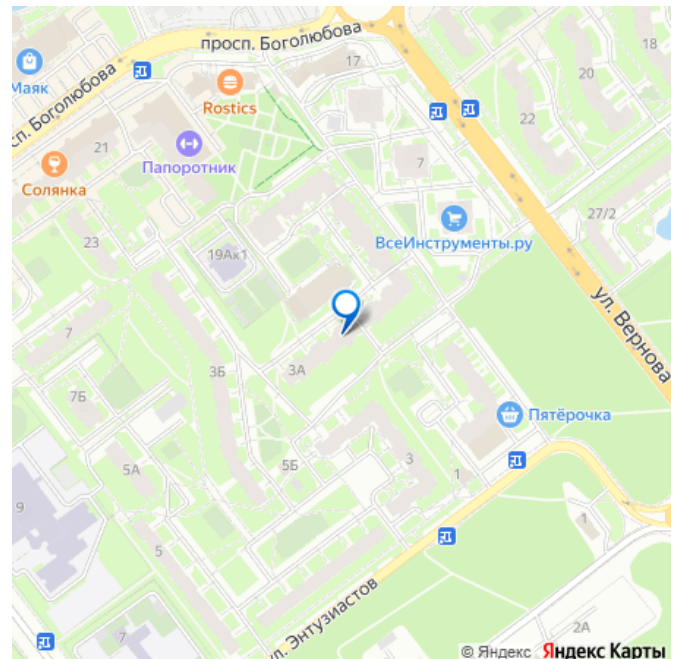 просп. Боголюбова
17
18
20
Маяк
Rostics
сп. Боголюбова
22
21
Папоротник
7
Солянка
27/2
ВсеИнструменты.ру
23
19Ак1
ул. Вернова
7
3Б
3А
7Б
Пятёрочка
5А
5Б
3
1
9
1
5
ул. Энтузиастов
7
2А
© Яндекс Яндекс Карты